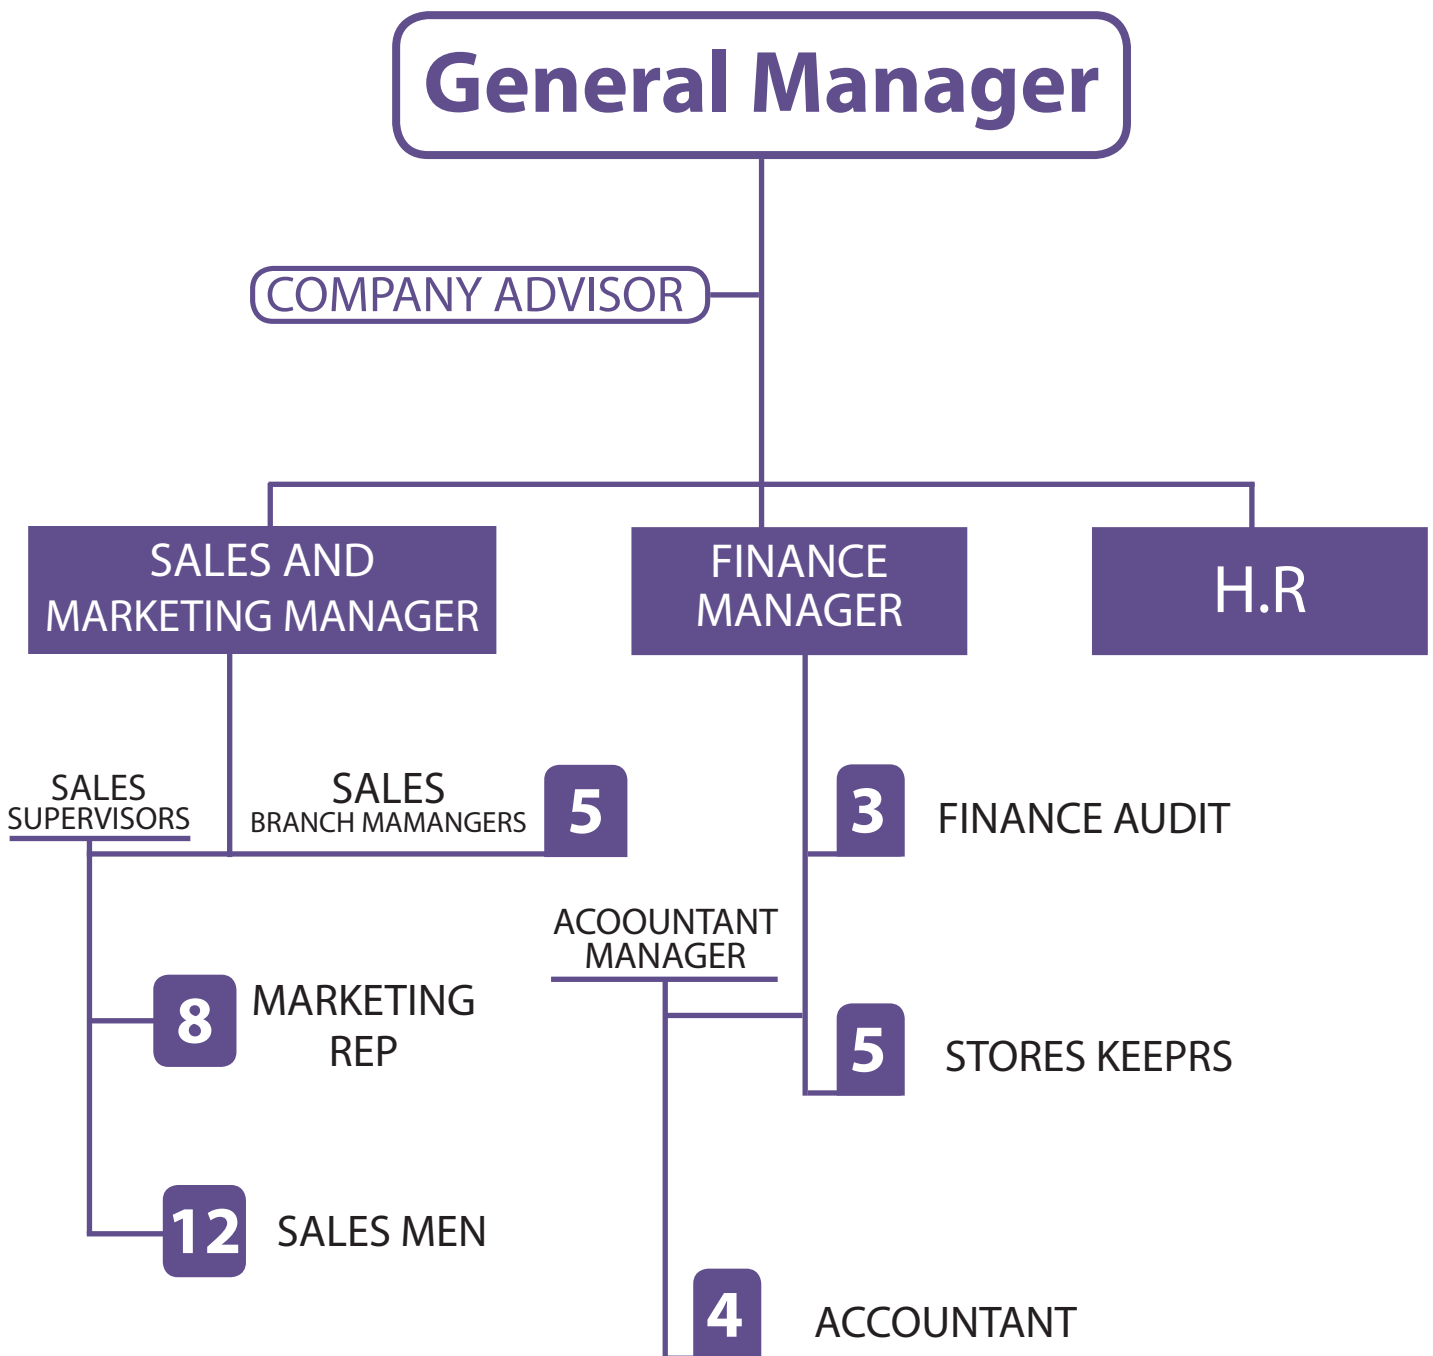 General Manager
COMPANY ADVISOR
SALES AND
MARKETING MANAGER
FINANCE
MANAGER
H.R
SALES
SUPERVISORS
SALES
BRANCH MAMANGERS
5
3
FINANCE AUDIT
ACOOUNTANT
MANAGER
8
MARKETING
REP
5
STORES KEEPRS
12
SALES MEN
4
ACCOUNTANT